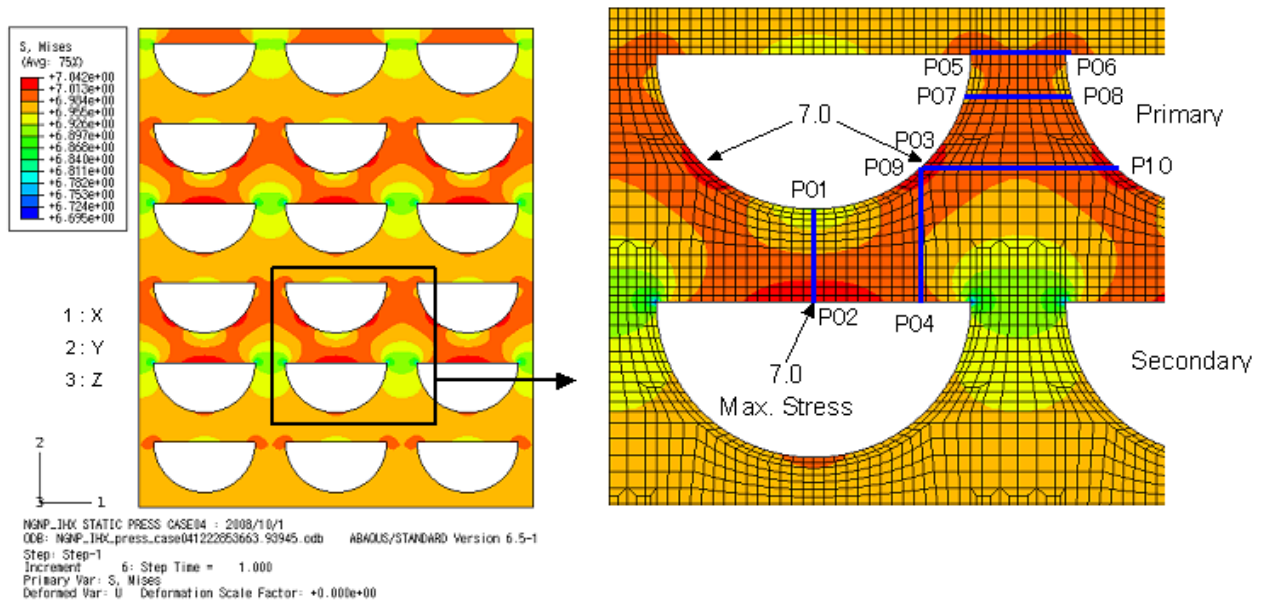 S, Mises
(Avg: 75%)
+7.042e+00
+7.013e+00
+6.984e+00
+6.955e+00
+6.926e+00
+6.897e+00
+6.868e+00
+6.840e+00
+6.811e+00
+6.782e+00
+6.753e+00
+6.724e+00
+6.695e+00
1 : X
2 : Y
3 : Z
2
3
1
NGNP_IHX STATIC PRESS CASE04 : 2008/10/1
ODB: NGNP_IHX_press_case041222853663.93945.odb ABAQUS/STANDARD Version 6.5-1
Step: Step-1
Increment 6: Step Time = 1.000
Primary Var: S, Mises
Deformed Var: U Deformation Scale Factor: +0.000e+00
P05
P06
P07
P08
7.0
Primary
P03
P09
P10
P01
P02
P04
7.0
Max. Stress
Secondary